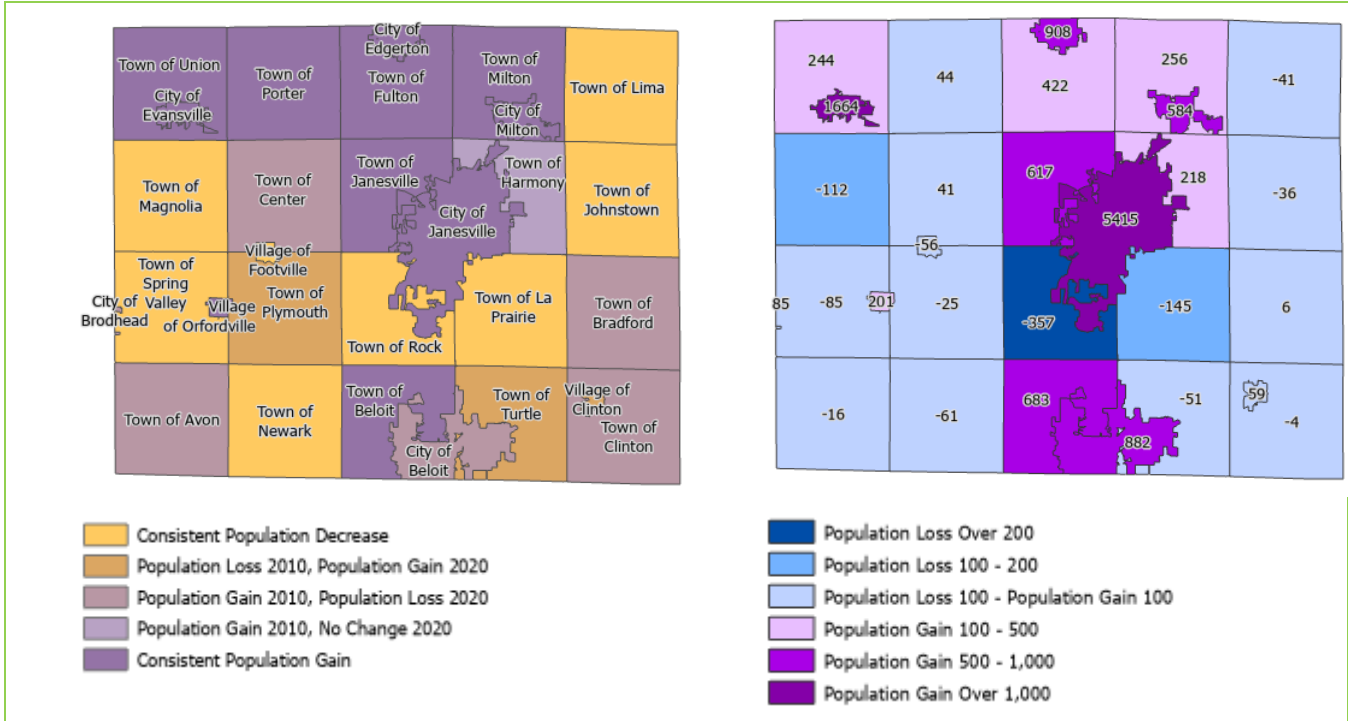 City of
Edgerton
Town of Union
City of
Evansville
Town of
Porter
Town of
Fulton
Town of
Milton
City of
Milton
Town of Lima
Town of
Magnolia
Town of
Center
Town of
Janesville
Town of
Harmony
City of
Janesville
Town of
Johnstown
Village of
Footville
Town of
Spring
Valley
City of
Brodhead
Village
of Orfordville
Town of
Plymouth
Town of Rock
Town of La
Prairie
Town of
Bradford
Town of Avon
Town of
Newark
Town of
Beloit
City of
Beloit
Town of
Turtle
Village of
Clinton
Town of
Clinton
Consistent Population Decrease
Population Loss 2010, Population Gain 2020
Population Gain 2010, Population Loss 2020
Population Gain 2010, No Change 2020
Consistent Population Gain
908
244
1664
44
422
256
584
-41
-112
41
617
5415
218
-36
-56
85
-85
201
-25
-357
-145
6
-16
-61
683
882
-51
59
-4
Population Loss Over 200
Population Loss 100 - 200
Population Loss 100 - Population Gain 100
Population Gain 100 - 500
Population Gain 500 - 1,000
Population Gain Over 1,000